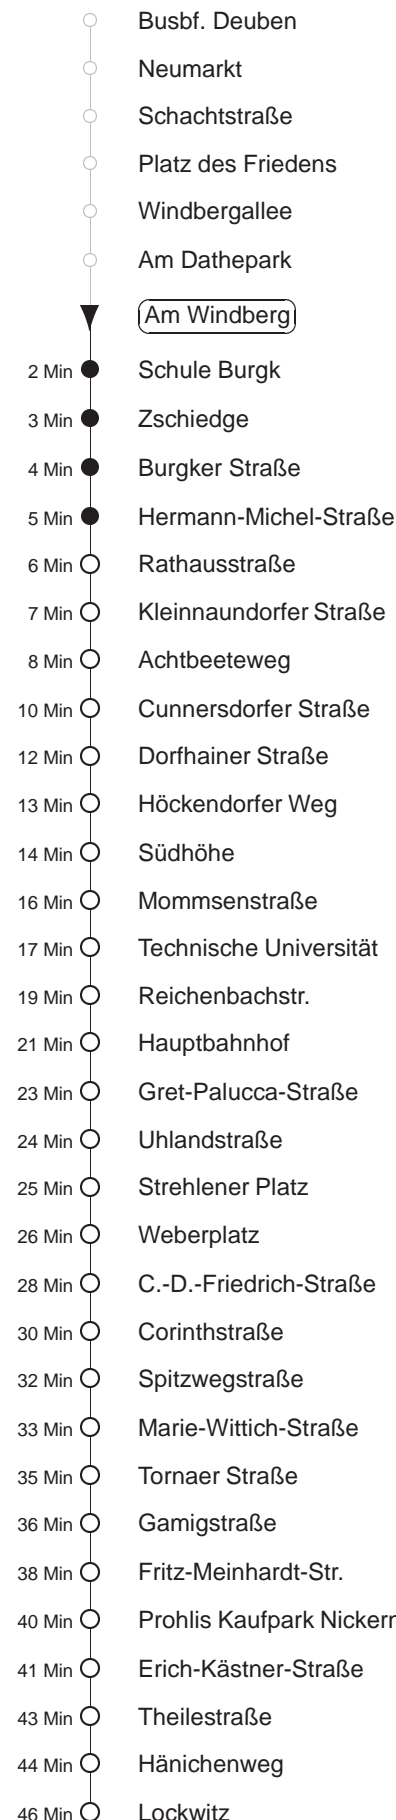 Busbf. Deuben
Neumarkt
Schachtstraße
Platz des Friedens
Windbergallee
Am Dathepark
Am Windberg
2 Min Schule Burgk
3 Min Zschiedge
4 Min Burgker Straße
5 Min Hermann-Michel-Straße
6 Min Rathausstraße
7 Min Kleinnaundorfer Straße
8 Min Achtbeeteweg
10 Min Cunnersdorfer Straße
12 Min Dorfhainer Straße
13 Min Höckendorfer Weg
14 Min Südhöhe
16 Min Mommsenstraße
17 Min Technische Universität
19 Min Reichenbachstr.
21 Min Hauptbahnhof
23 Min Gret-Palucca-Straße
24 Min Uhlandstraße
25 Min Strehlener Platz
26 Min Weberplatz
28 Min C.-D.-Friedrich-Straße
30 Min Corinthstraße
32 Min Spitzwegstraße
33 Min Marie-Wittich-Straße
35 Min Tornaer Straße
36 Min Gamigstraße
38 Min Fritz-Meinhardt-Str.
40 Min Prohlis Kaufpark Nickern
41 Min Erich-Kästner-Straße
43 Min Theilestraße
44 Min Hänichenweg
46 Min Lockwitz